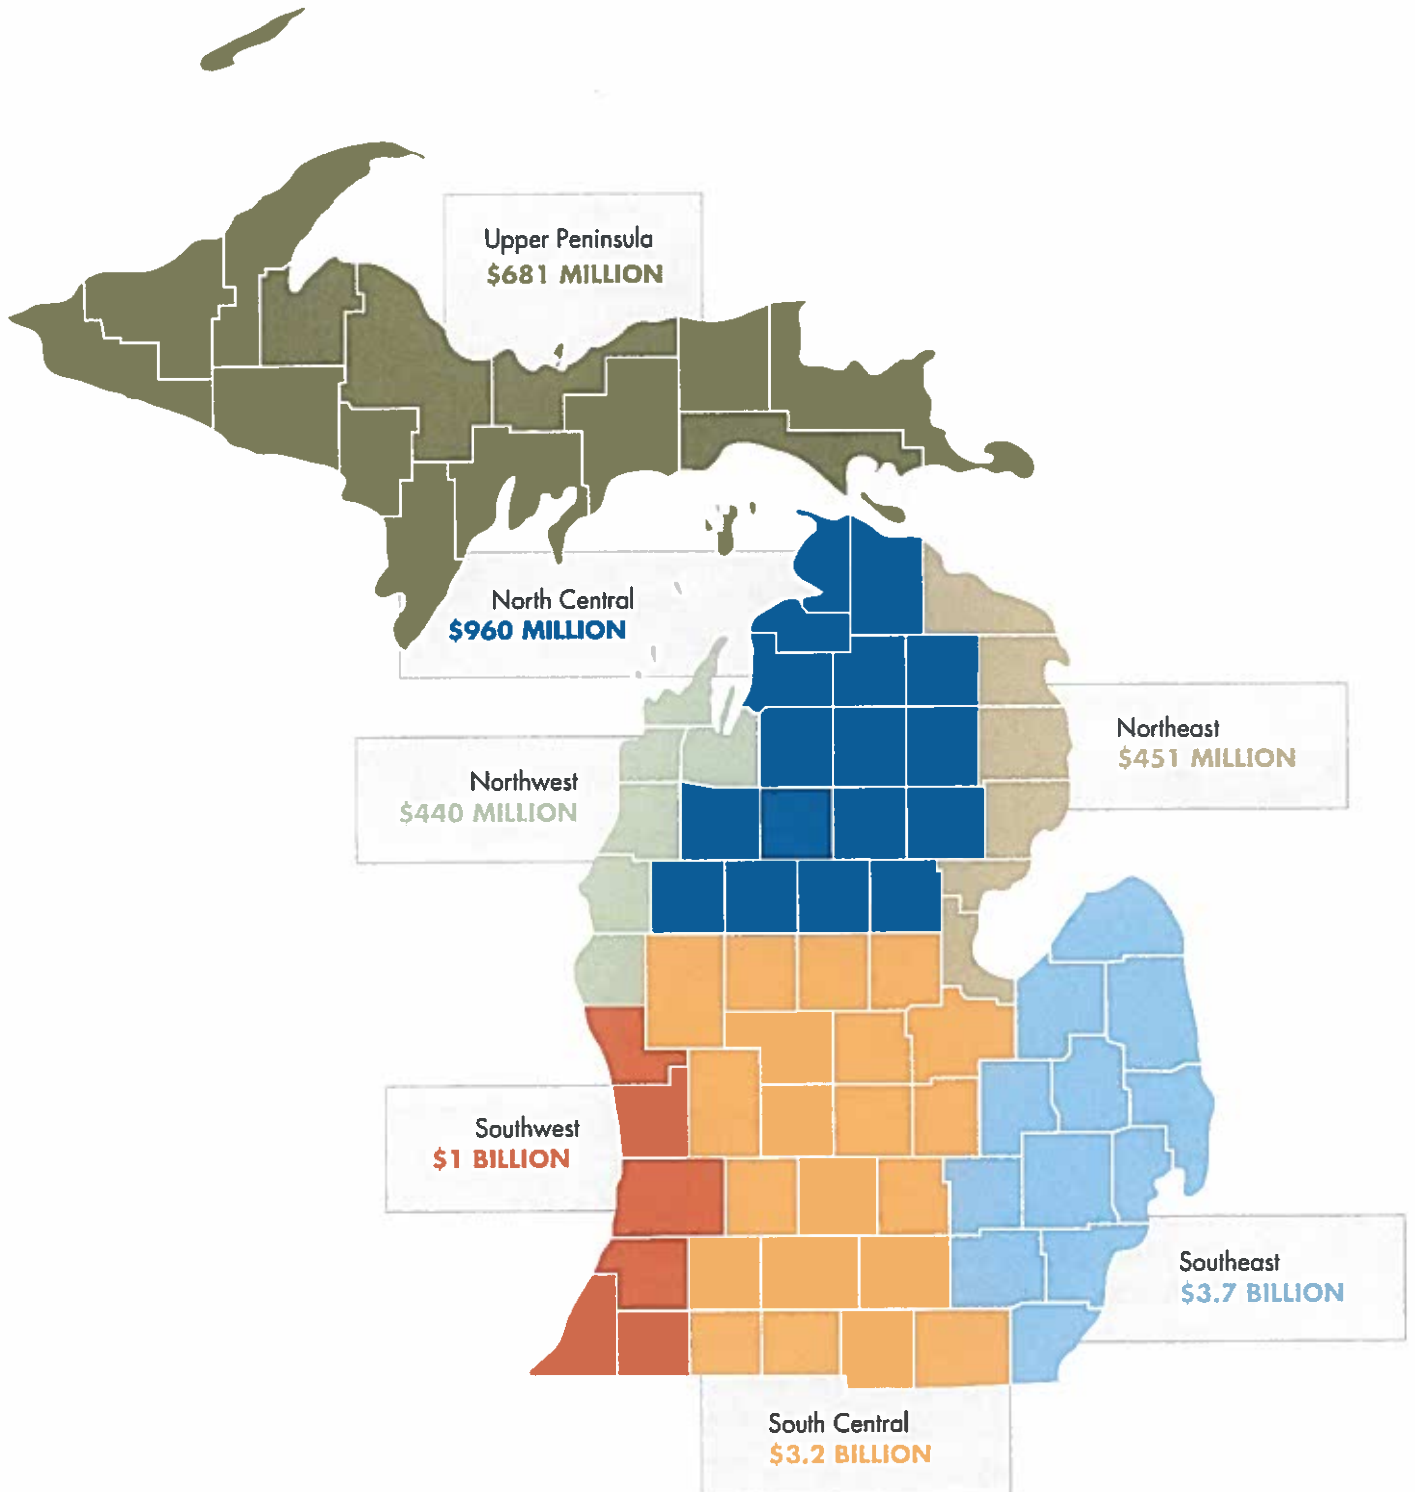 Upper Peninsula
$681 MILLION
North Central
$960 MILLION
Northeast
$451 MILLION
Northwest
$440 MILLION
Southwest
$1 BILLION
Southeast
$3.7 BILLION
South Central
$3.2 BILLION